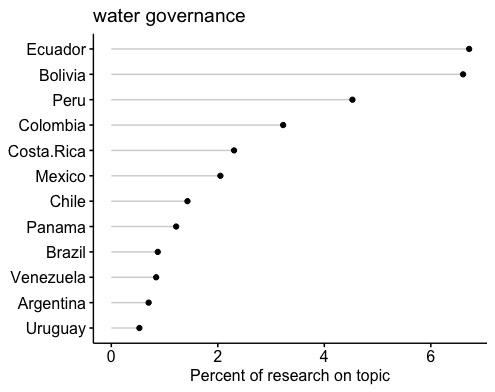 water governance
Ecuador
Bolivia
Peru
Colombia
Costa.Rica
Mexico
Chile
Panama
Brazil
Venezuela
Argentina
Uruguay
0 2 4 6
Percent of research on topic